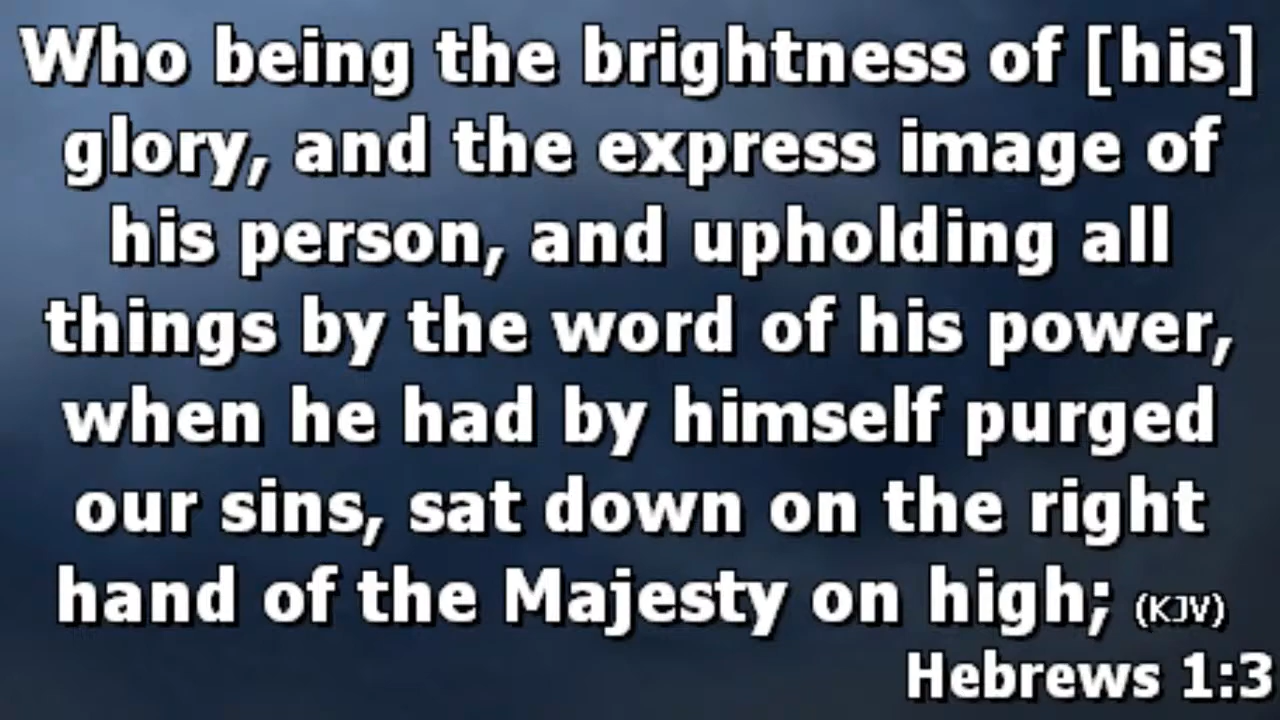 Who being the brightness of [his]
glory, and the express image of
his person, and upholding all
things by the word of his power,
when he had by himself purged
our sins, sat down on the right
hand of the Majesty on high; (KJV)
Hebrews 1:3